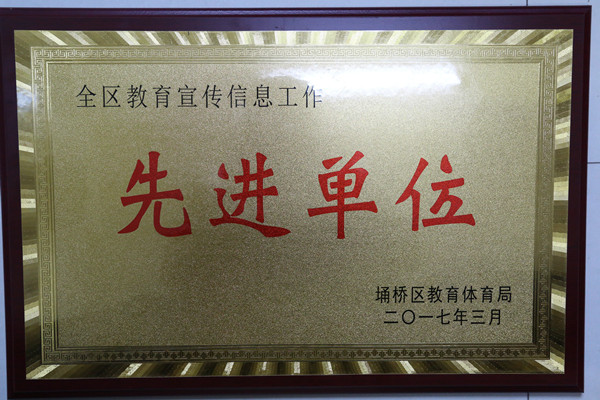 全区教育宣传信息工作
先进单位
埇桥区教育体育局
二〇一七年三月